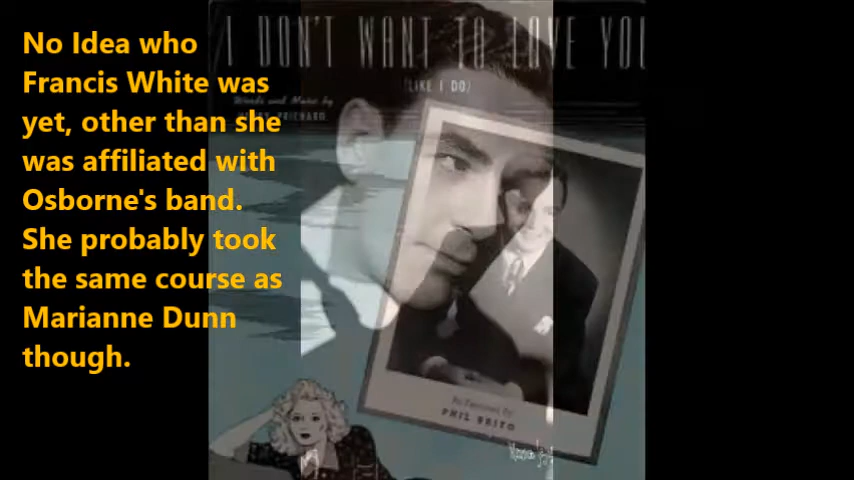 No Idea who
Francis White was
yet, other than she
was affiliated with
Osborne's band.
She probably took
the same course as
Marianne Dunn
though.
I DON'T WANT TO LOVE YOU
(LIKE I DO)
Words and Music by
PRICHARD
PHIL BRITO